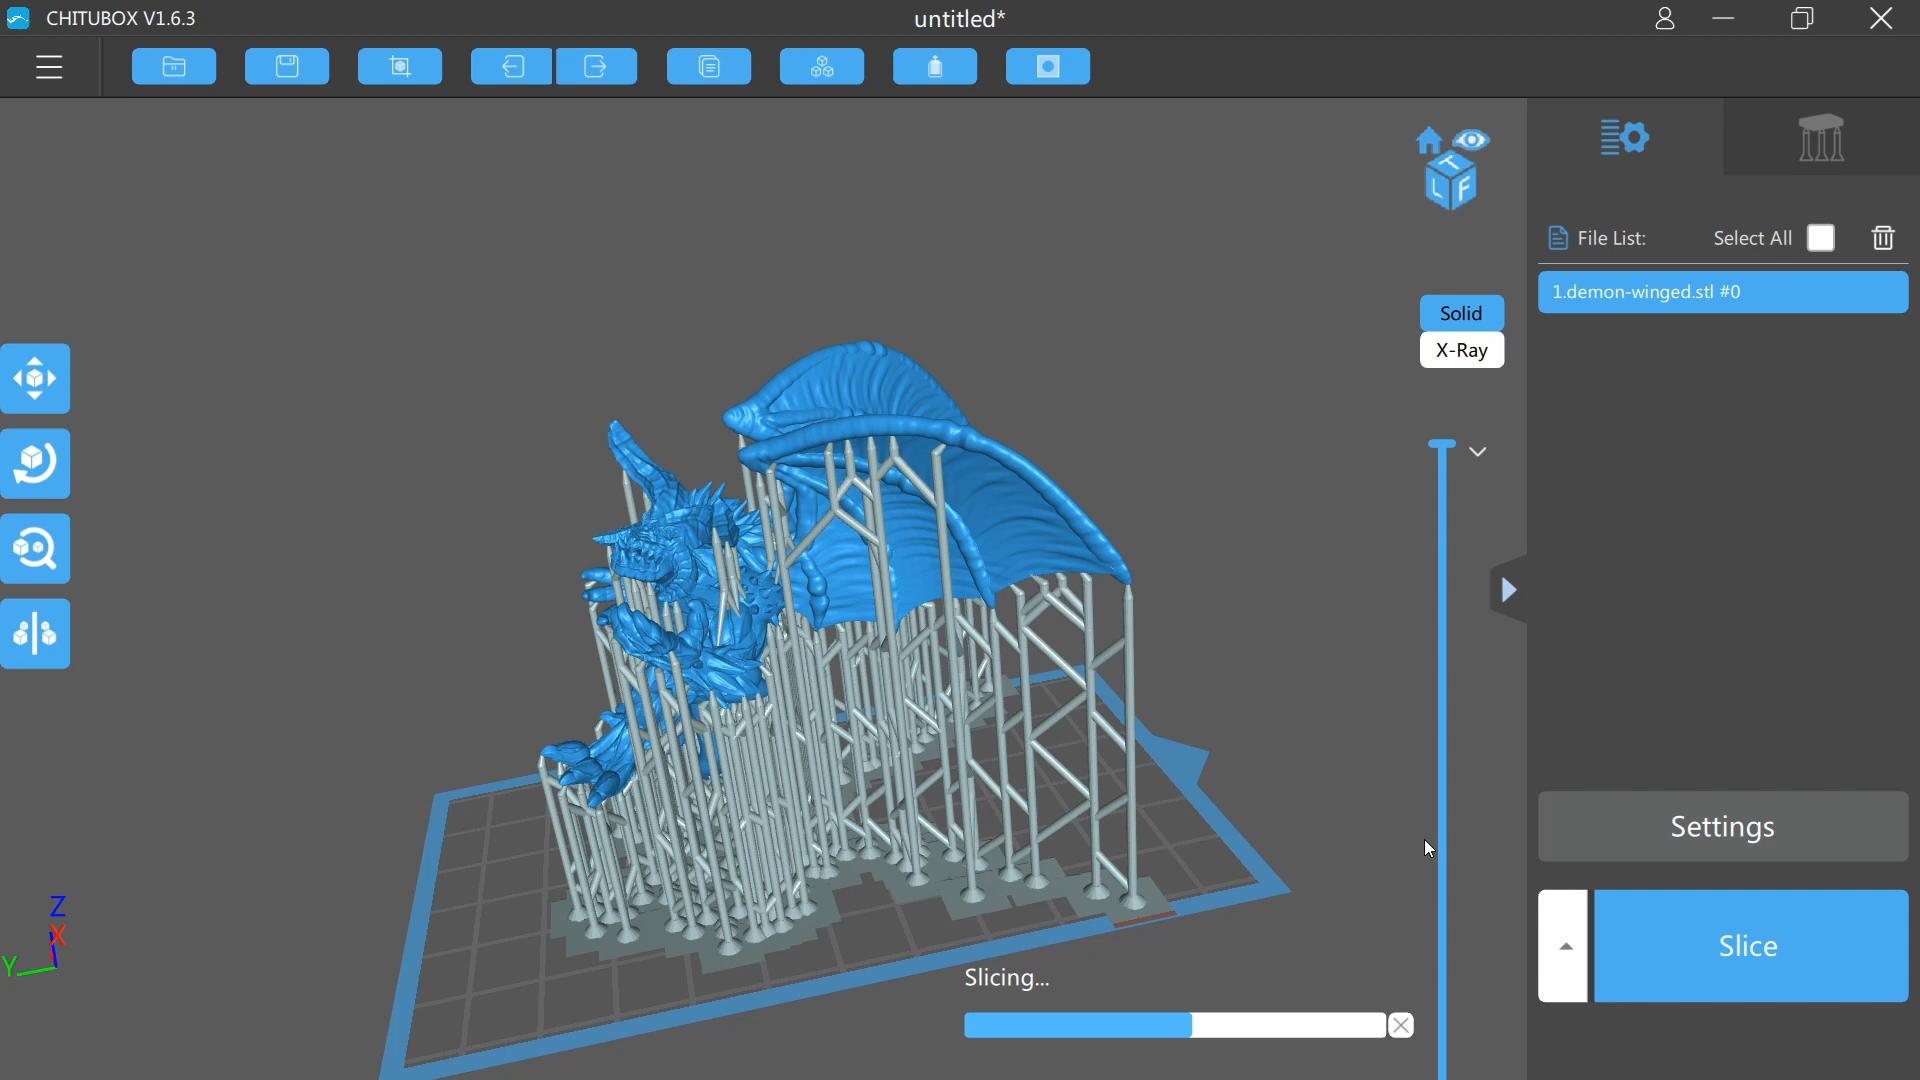 CHITUBOX V1.6.3
untitled*
T
L F
File List:
Select All
1.demon-winged.stl #0
Solid
X-Ray
Settings
Slice
Z
X
Y
Slicing...